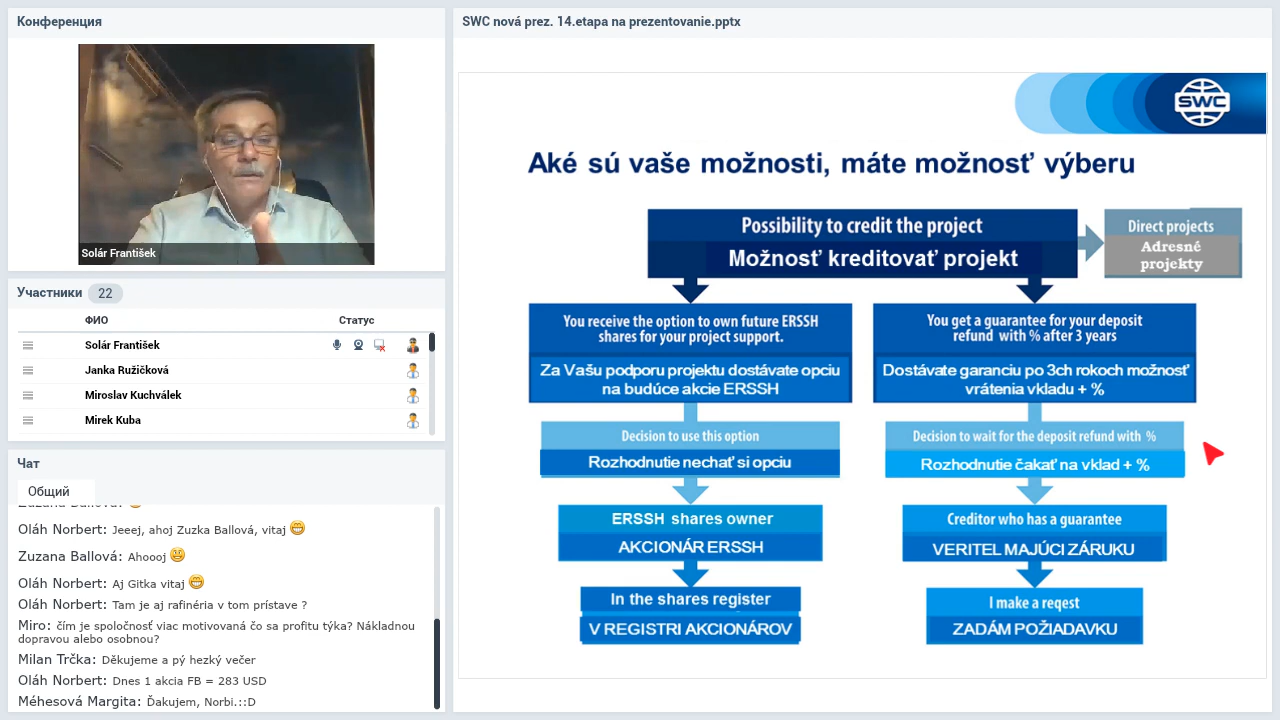 Конференция
Solár František
Участники 22
ФИО Статус
Solár František
Janka Ružičková
Miroslav Kuchválek
Mirek Kuba
Чат
Общий
Oláh Norbert: Jeeej, ahoj Zuzka Ballová, vitaj
Zuzana Ballová: Ahoooj
Oláh Norbert: Aj Gitka vitaj
Oláh Norbert: Tam je aj rafinéria v tom prístave ?
Miro: čím je spoločnosť viac motivovaná čo sa profitu týka? Nákladnou
dopravou alebo osobnou?
Milan Trčka: Děkujeme a pý hezký večer
Oláh Norbert: Dnes 1 akcia FB = 283 USD
Méhesová Margita: Ďakujem, Norbi.::D
SWC nová prez. 14.etapa na prezentovanie.pptx
SWC
Aké sú vaše možnosti, máte možnosť výberu
Possibility to credit the project
Možnosť kreditovať projekt
Direct projects
Adresné
projekty
You receive the option to own future ERSSH
shares for your project support.
Za Vašu podporu projektu dostávate opciu
na budúce akcie ERSSH
Decision to use this option
Rozhodnutie nechať si opciu
ERSSH shares owner
AKCIONÁR ERSSH
In the shares register
V REGISTRI AKCIONÁROV
You get a guarantee for your deposit
refund with % after 3 years
Dostávate garanciu po 3ch rokoch možnosť
vrátenia vkladu + %
Decision to wait for the deposit refund with %
Rozhodnutie čakať na vklad + %
Creditor who has a guarantee
VERITEL MAJÚCI ZÁRUKU
I make a reqest
ZADÁM POŽIADAVKU